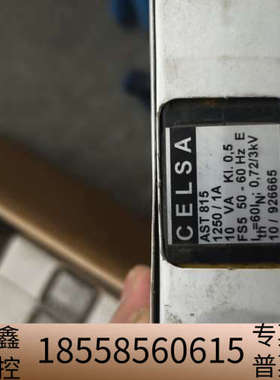 CELSA
AST 815
1250 / 1A
10 VA Kl. 0,5
FS5 50 - 60 Hz E
Ith=60IN; 0,72/3kV
10 / 926665
鑫
控
18558560615
专
普